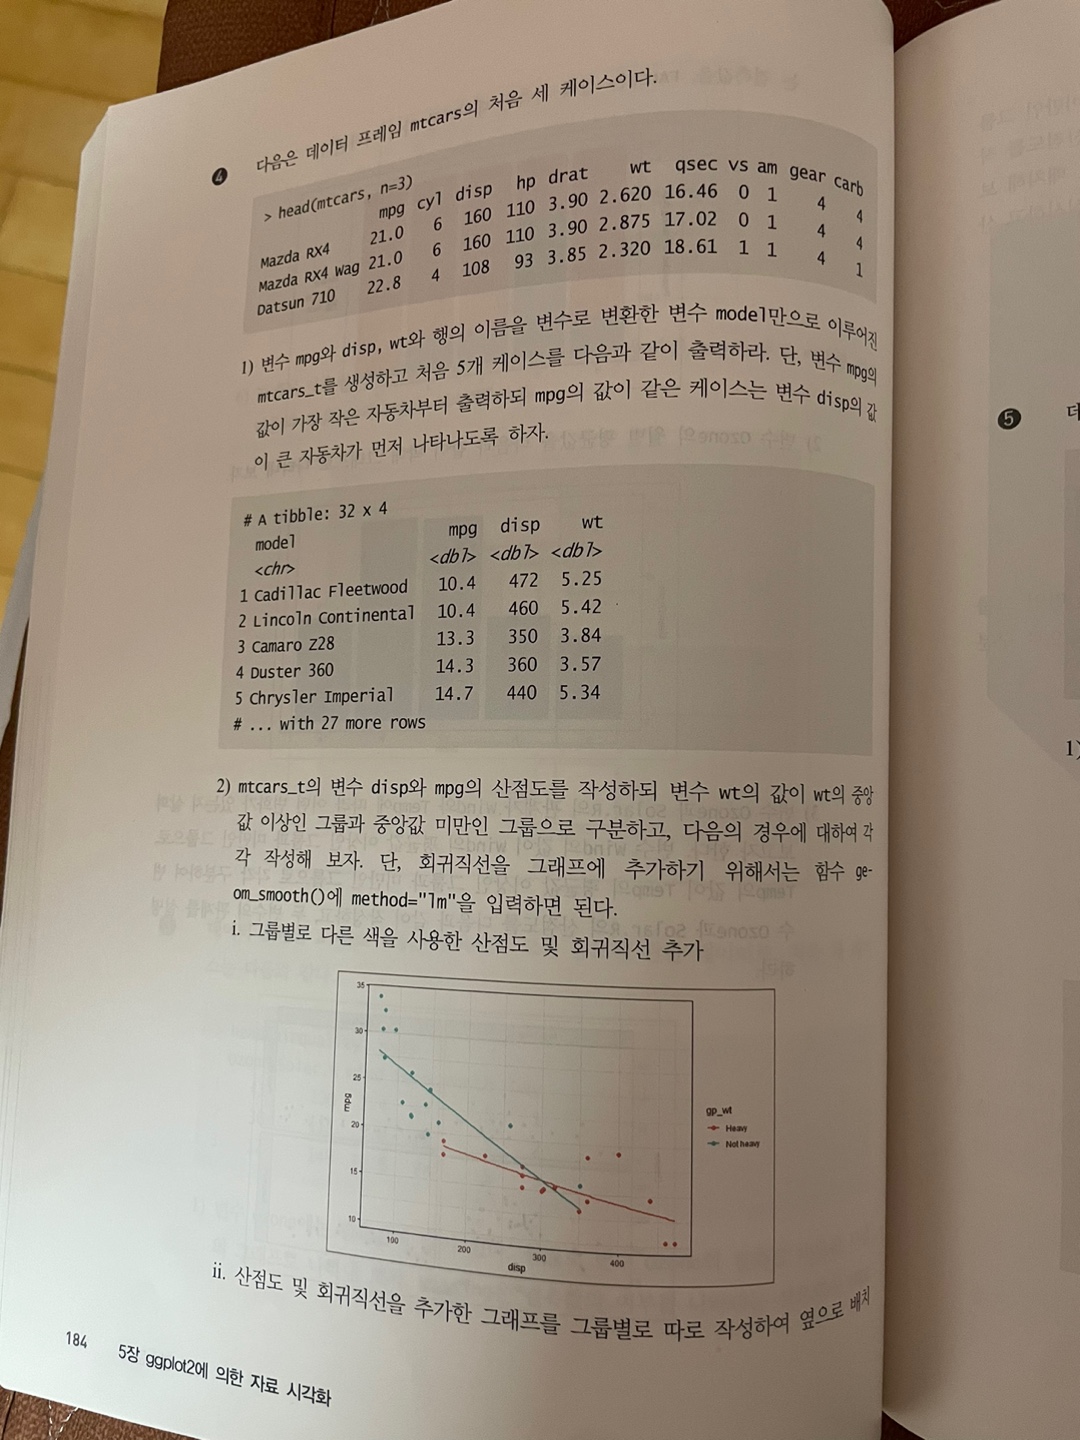 ④ 다음은 데이터 프레임 mtcars의 처음 세 케이스이다.
> head(mtcars, n=3)
mpg cyl disp hp drat wt qsec vs am gear carb
Mazda RX4 21.0 6 160 110 3.90 2.620 16.46 0 1 4 4
Mazda RX4 Wag 21.0 6 160 110 3.90 2.875 17.02 0 1 4 4
Datsun 710 22.8 4 108 93 3.85 2.320 18.61 1 1 4 1
1) 변수 mpg와 disp, wt와 행의 이름을 변수로 변환한 변수 model만으로 이루어진
mtcars_t를 생성하고 처음 5개 케이스를 다음과 같이 출력하라. 단, 변수 mpg의
값이 가장 작은 자동차부터 출력하되 mpg의 값이 같은 케이스는 변수 disp의 값
이 큰 자동차가 먼저 나타나도록 하자.
# A tibble: 32 x 4
model mpg disp wt
<chr> <dbl> <dbl> <dbl>
1 Cadillac Fleetwood 10.4 472 5.25
2 Lincoln Continental 10.4 460 5.42
3 Camaro Z28 13.3 350 3.84
4 Duster 360 14.3 360 3.57
5 Chrysler Imperial 14.7 440 5.34
# ... with 27 more rows
2) mtcars_t의 변수 disp와 mpg의 산점도를 작성하되 변수 wt의 값이 wt의 중앙
값 이상인 그룹과 중앙값 미만인 그룹으로 구분하고, 다음의 경우에 대하여 각
각 작성해 보자. 단, 회귀직선을 그래프에 추가하기 위해서는 함수 ge-
om_smooth()에 method="lm"을 입력하면 된다.
i. 그룹별로 다른 색을 사용한 산점도 및 회귀직선 추가
35
30
25
20
15
10
mpg
100 200 300 400
disp
gp_wt
Heavy
Not heavy
ii. 산점도 및 회귀직선을 추가한 그래프를 그룹별로 따로 작성하여 옆으로 배치
184 5장 ggplot2에 의한 자료 시각화
⑤
1)